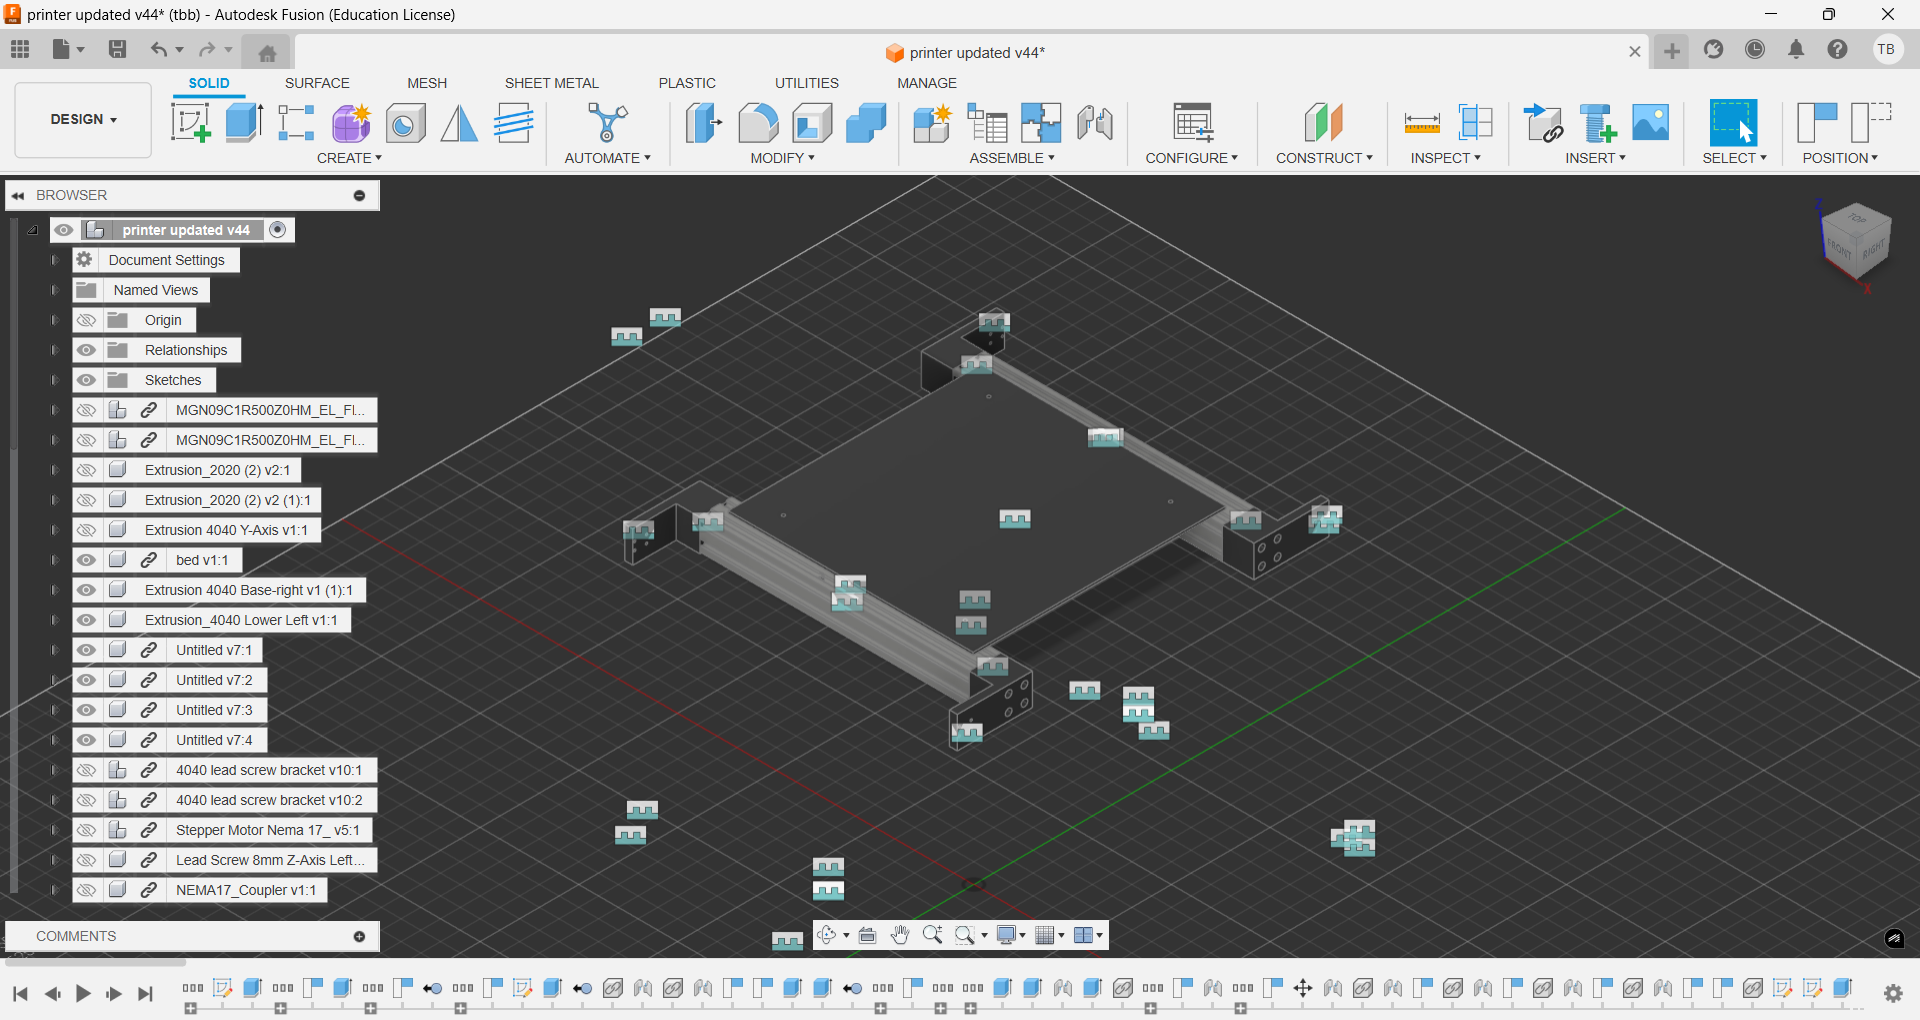 printer updated v44* (tbb) - Autodesk Fusion (Education License)
printer updated v44*
TB
DESIGN
SOLID
SURFACE
MESH
SHEET METAL
PLASTIC
UTILITIES
MANAGE
CREATE
AUTOMATE
MODIFY
ASSEMBLE
CONFIGURE
CONSTRUCT
INSPECT
INSERT
SELECT
POSITION
BROWSER
printer updated v44
Document Settings
Named Views
Origin
Relationships
Sketches
MGN09C1R500Z0HM_EL_Fl...
MGN09C1R500Z0HM_EL_Fl...
Extrusion_2020 (2) v2:1
Extrusion_2020 (2) v2 (1):1
Extrusion 4040 Y-Axis v1:1
bed v1:1
Extrusion 4040 Base-right v1 (1):1
Extrusion_4040 Lower Left v1:1
Untitled v7:1
Untitled v7:2
Untitled v7:3
Untitled v7:4
4040 lead screw bracket v10:1
4040 lead screw bracket v10:2
Stepper Motor Nema 17_ v5:1
Lead Screw 8mm Z-Axis Left...
NEMA17_Coupler v1:1
COMMENTS
Z
TOP
FRONT
RIGHT
X